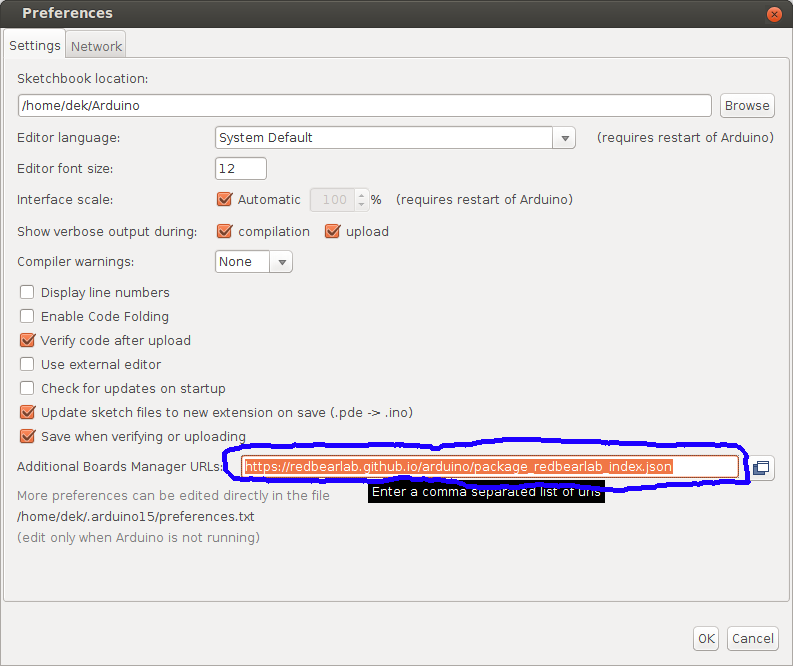 Preferences
Settings Network
Sketchbook location:
/home/dek/Arduino Browse
Editor language: System Default (requires restart of Arduino)
Editor font size: 12
Interface scale: Automatic 100 % (requires restart of Arduino)
Show verbose output during: compilation upload
Compiler warnings: None
Display line numbers
Enable Code Folding
Verify code after upload
Use external editor
Check for updates on startup
Update sketch files to new extension on save (.pde -> .ino)
Save when verifying or uploading
Additional Boards Manager URLs: https://redbearlab.github.io/arduino/package_redbearlab_index.json
Enter a comma separated list of urls
More preferences can be edited directly in the file
/home/dek/.arduino15/preferences.txt
(edit only when Arduino is not running)
OK Cancel